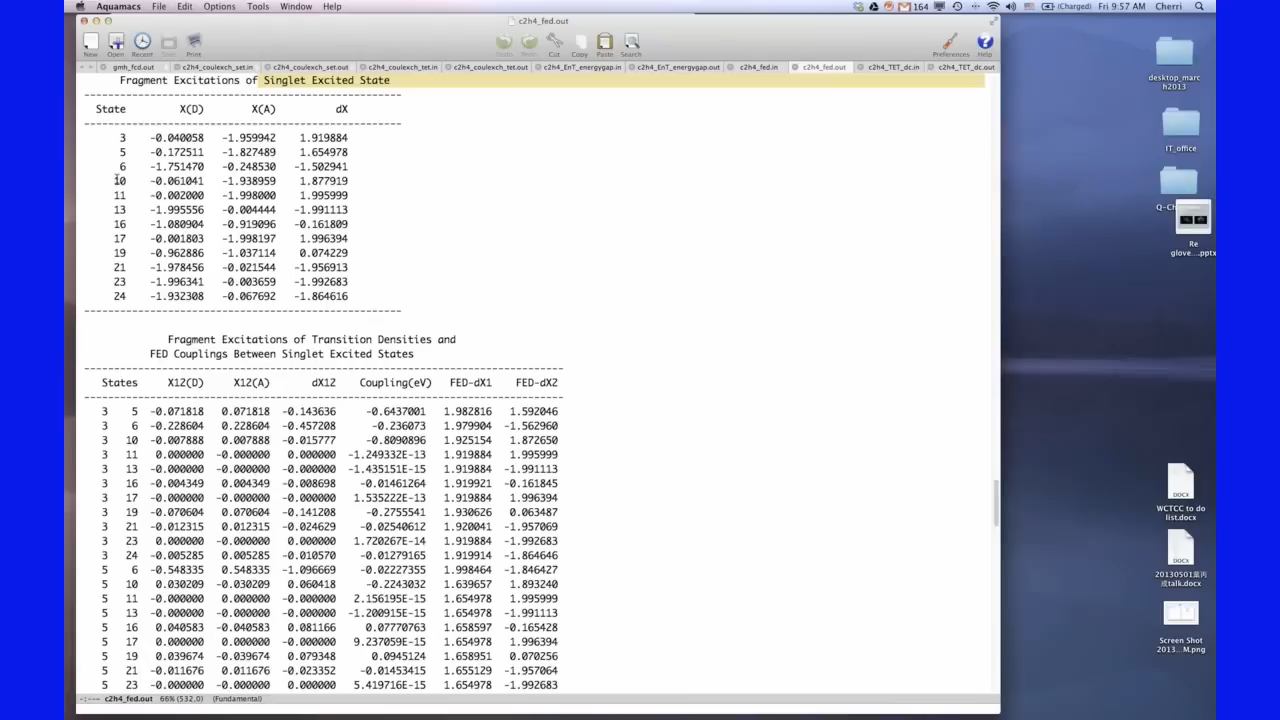 Aquamacs File Edit Options Tools Window Help 164 (Charged) Fri 9:57 AM Cherri
c2h4_fed.out
New Open Recent Save Print Undo Redo Cut Copy Paste Search Preferences Help
gmh_fcd.out c2h4_coulexch_set.in c2h4_coulexch_set.out c2h4_coulexch_tet.in c2h4_coulexch_tet.out c2h4_EnT_energygap.in c2h4_EnT_energygap.out c2h4_fed.in c2h4_fed.out c2h4_TET_dc.in c2h4_TET_dc.out
Fragment Excitations of Singlet Excited State
State X(D) X(A) dX
3 -0.040058 -1.959942 1.919884
5 -0.172511 -1.827489 1.654978
6 -1.751470 -0.248530 -1.502941
10 -0.061041 -1.938959 1.877919
11 -0.002000 -1.998000 1.995999
13 -1.995556 -0.004444 -1.991113
16 -1.080904 -0.919096 -0.161809
17 -0.001803 -1.998197 1.996394
19 -0.962886 -1.037114 0.074229
21 -1.978456 -0.021544 -1.956913
23 -1.996341 -0.003659 -1.992683
24 -1.932308 -0.067692 -1.864616
Fragment Excitations of Transition Densities and
FED Couplings Between Singlet Excited States
States X12(D) X12(A) dX12 Coupling(eV) FED-dX1 FED-dX2
3 5 -0.071818 0.071818 -0.143636 -0.6437001 1.982816 1.592046
3 6 -0.228604 0.228604 -0.457208 -0.236073 1.979904 -1.562960
3 10 -0.007888 0.007888 -0.015777 -0.8090896 1.925154 1.872650
3 11 0.000000 -0.000000 0.000000 -1.249332E-13 1.919884 1.995999
3 13 -0.000000 -0.000000 0.000000 -1.435151E-15 1.919884 -1.991113
3 16 -0.004349 0.004349 -0.008698 -0.01461264 1.919921 -0.161845
3 17 -0.000000 -0.000000 0.000000 1.535222E-13 1.919884 1.996394
3 19 -0.070604 0.070604 -0.141208 -0.2755541 1.930626 0.063487
3 21 -0.012315 0.012315 -0.024629 -0.02540612 1.920041 -1.957069
3 23 0.000000 -0.000000 0.000000 1.720267E-14 1.919884 -1.992683
3 24 -0.005285 0.005285 -0.010570 -0.01279165 1.919914 -1.864646
5 6 -0.548335 0.548335 -1.096669 -0.02227355 1.998464 -1.846427
5 10 0.030209 -0.030209 0.060418 -0.2243032 1.639657 1.893240
5 11 -0.000000 -0.000000 0.000000 2.156195E-15 1.654978 1.995999
5 13 -0.000000 -0.000000 0.000000 -1.200915E-15 1.654978 -1.991113
5 16 0.040583 -0.040583 0.081166 0.07770763 1.658597 -0.165428
5 17 0.000000 0.000000 0.000000 9.237059E-15 1.654978 1.996394
5 19 0.039674 -0.039674 0.079348 0.0945124 1.658951 0.070256
5 21 -0.011676 0.011676 -0.023352 -0.01453415 1.655129 -1.957064
5 23 -0.000000 -0.000000 0.000000 5.419716E-15 1.654978 -1.992683
-:--- c2h4_fed.out 66% (532,0) (Fundamental)
desktop_marc
h2013
IT_office
Q-Ch
Re
glove....pptx
DOCX
WCTCC to do
list.docx
DOCX
talk.docx
Screen Shot
2013...M.png